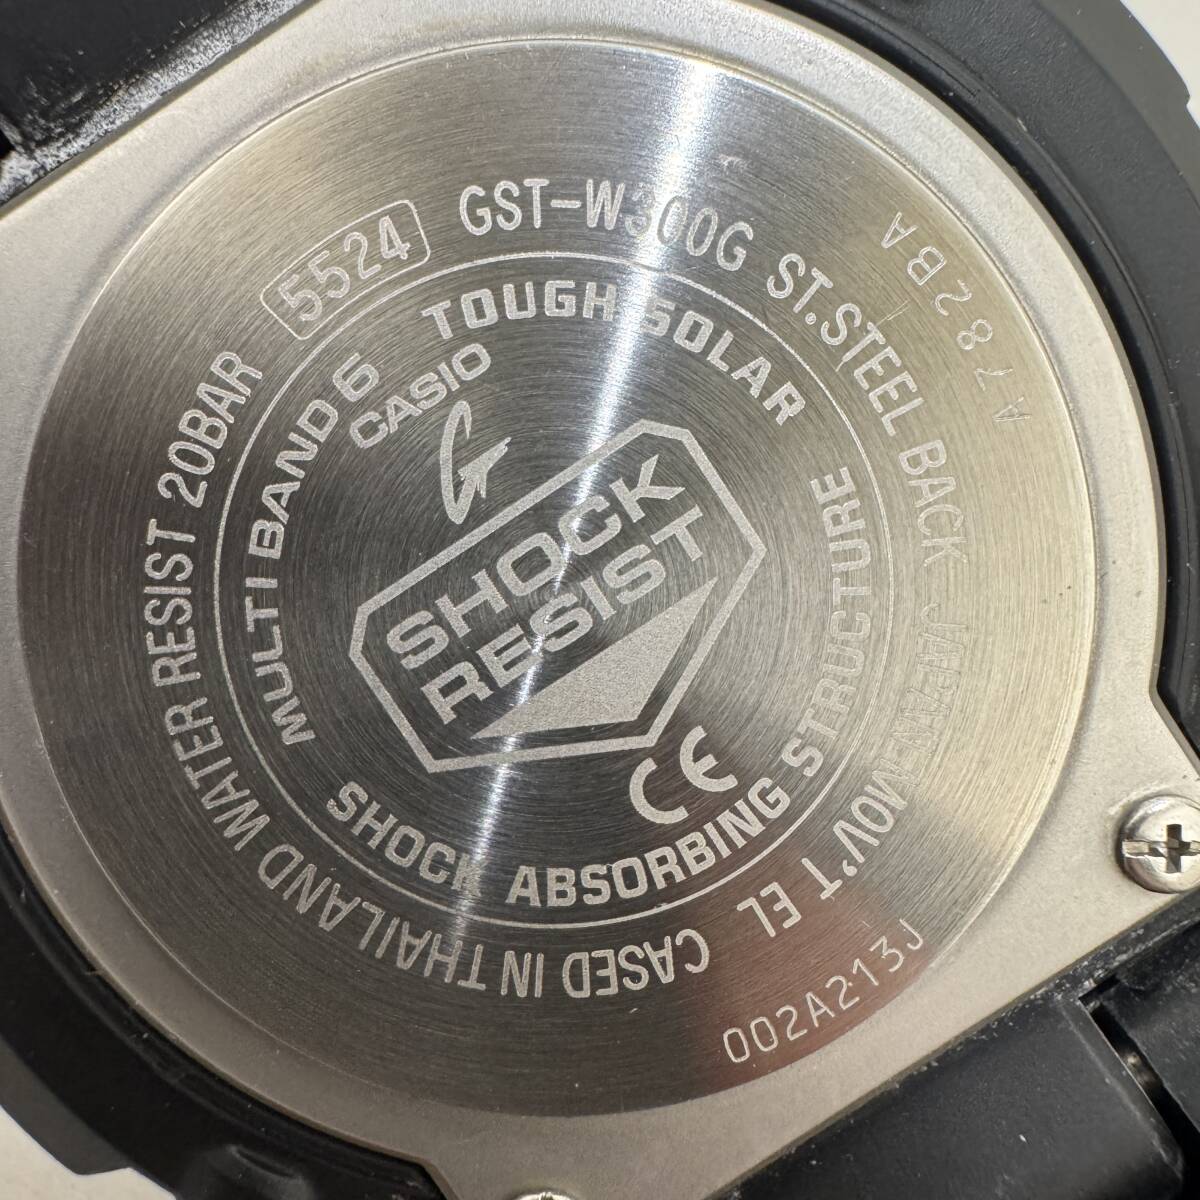 5524 GST-W300G ST.STEEL BACK JAPAN MOV'T EL CASED IN THAILAND WATER RESIST 20BAR
A782BA
MULTI BAND 6 TOUGH SOLAR
CASIO
G
SHOCK
RESIST
CE
SHOCK ABSORBING STRUCTURE
002A213J